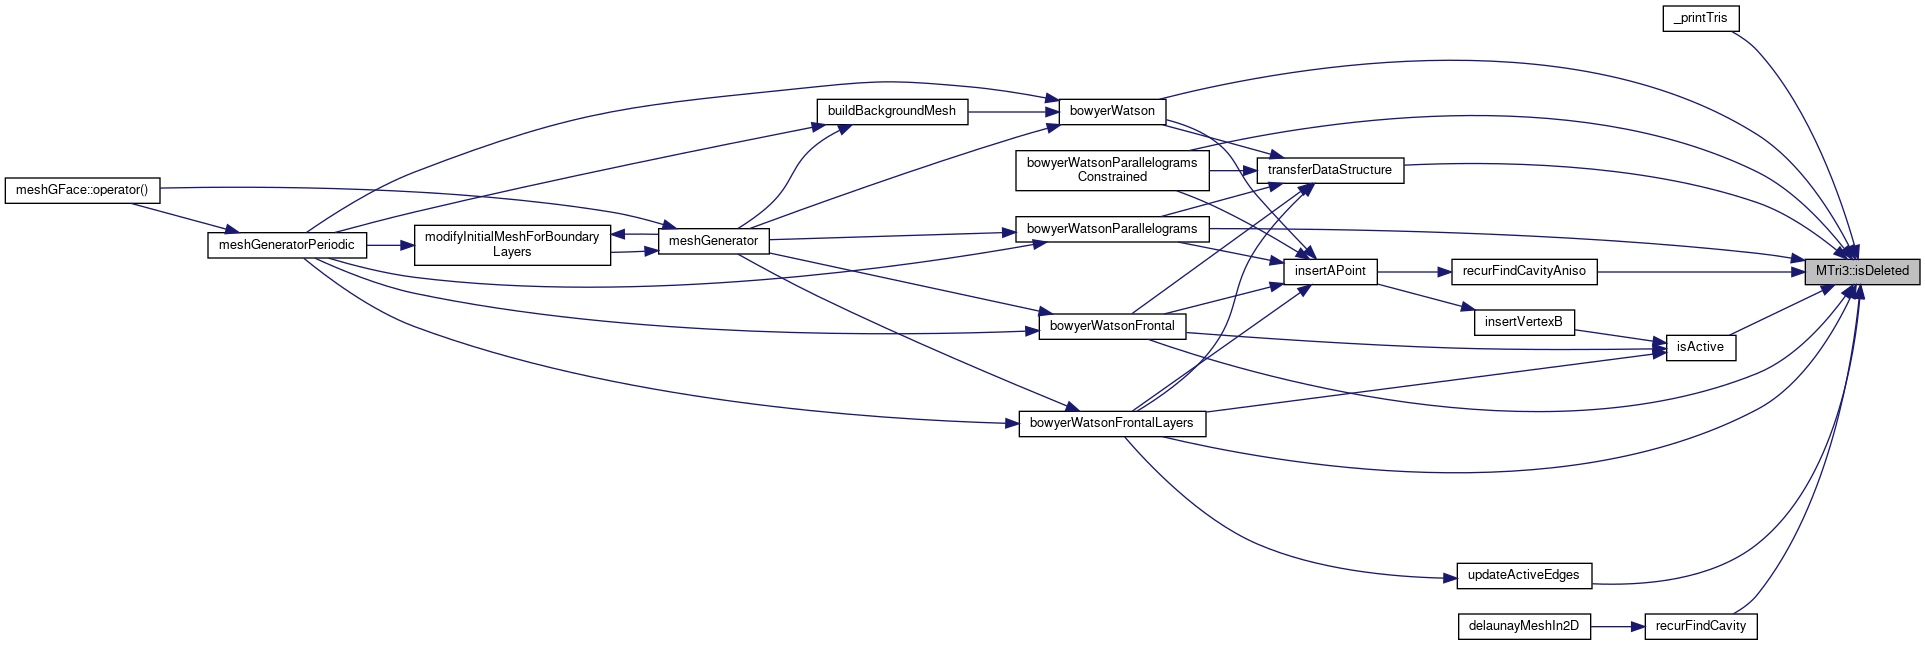 _printTris
buildBackgroundMesh
bowyerWatson
bowyerWatsonParallelograms
Constrained
transferDataStructure
meshGFace::operator()
meshGeneratorPeriodic
modifyInitialMeshForBoundary
Layers
meshGenerator
bowyerWatsonParallelograms
insertAPoint
recurFindCavityAniso
MTri3::isDeleted
bowyerWatsonFrontal
insertVertexB
isActive
bowyerWatsonFrontalLayers
updateActiveEdges
delaunayMeshIn2D
recurFindCavity